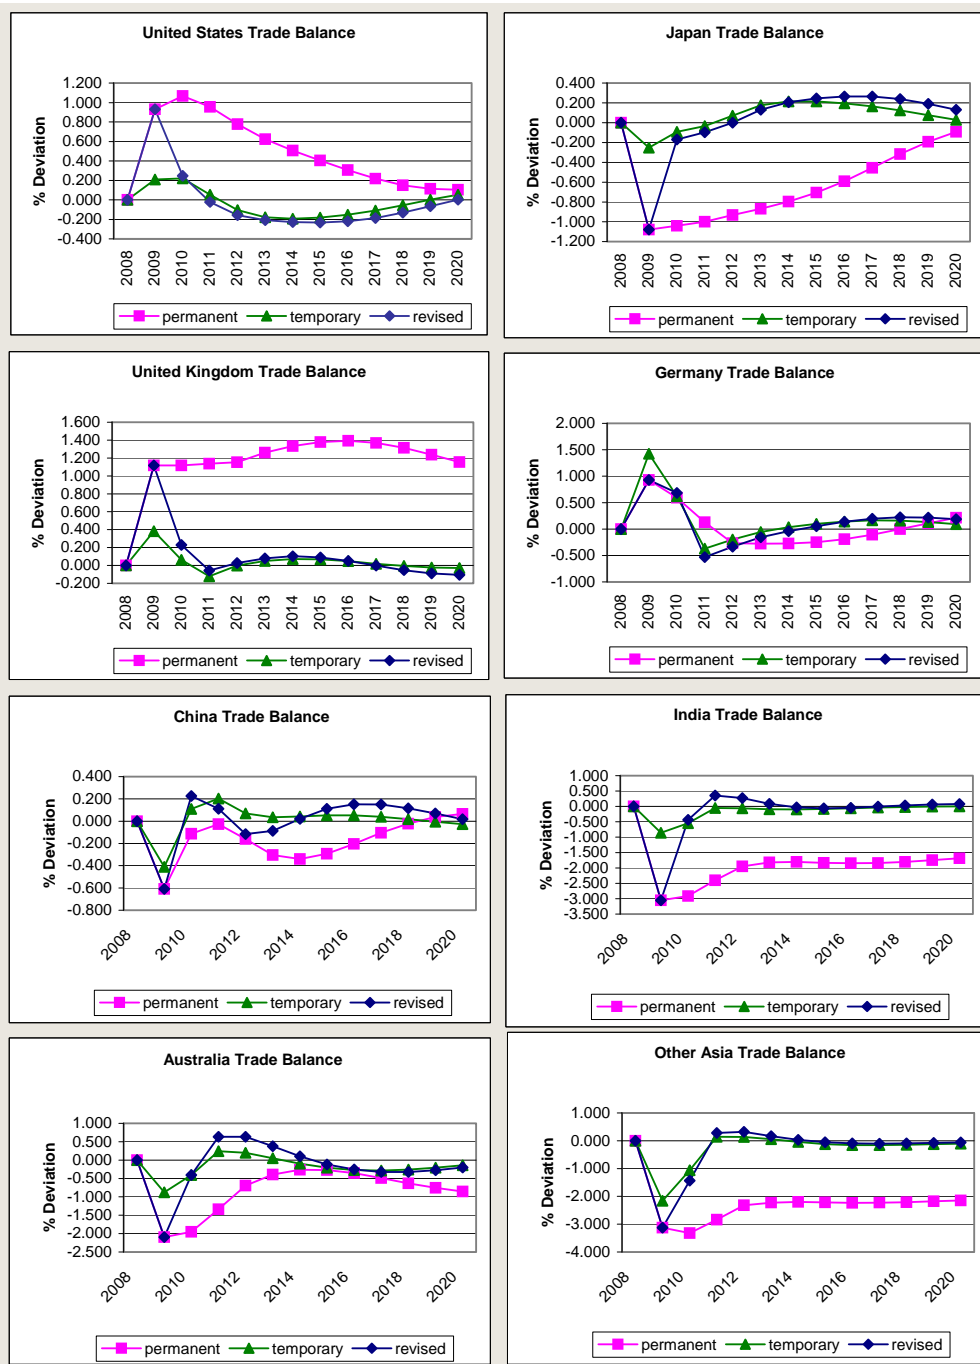 United States Trade Balance
% Deviation
1.200
1.000
0.800
0.600
0.400
0.200
0.000
-0.200
-0.400
2008 2009 2010 2011 2012 2013 2014 2015 2016 2017 2018 2019 2020
permanent temporary revised
Japan Trade Balance
% Deviation
0.400
0.200
0.000
-0.200
-0.400
-0.600
-0.800
-1.000
-1.200
2008 2009 2010 2011 2012 2013 2014 2015 2016 2017 2018 2019 2020
permanent temporary revised
United Kingdom Trade Balance
% Deviation
1.600
1.400
1.200
1.000
0.800
0.600
0.400
0.200
0.000
-0.200
2008 2009 2010 2011 2012 2013 2014 2015 2016 2017 2018 2019 2020
permanent temporary revised
Germany Trade Balance
% Deviation
2.000
1.500
1.000
0.500
0.000
-0.500
-1.000
2008 2009 2010 2011 2012 2013 2014 2015 2016 2017 2018 2019 2020
permanent temporary revised
China Trade Balance
% Deviation
0.400
0.200
0.000
-0.200
-0.400
-0.600
-0.800
2008 2010 2012 2014 2016 2018 2020
permanent temporary revised
India Trade Balance
% Deviation
1.000
0.500
0.000
-0.500
-1.000
-1.500
-2.000
-2.500
-3.000
-3.500
2008 2010 2012 2014 2016 2018 2020
permanent temporary revised
Australia Trade Balance
% Deviation
1.000
0.500
0.000
-0.500
-1.000
-1.500
-2.000
-2.500
2008 2010 2012 2014 2016 2018 2020
permanent temporary revised
Other Asia Trade Balance
% Deviation
1.000
0.000
-1.000
-2.000
-3.000
-4.000
2008 2010 2012 2014 2016 2018 2020
permanent temporary revised